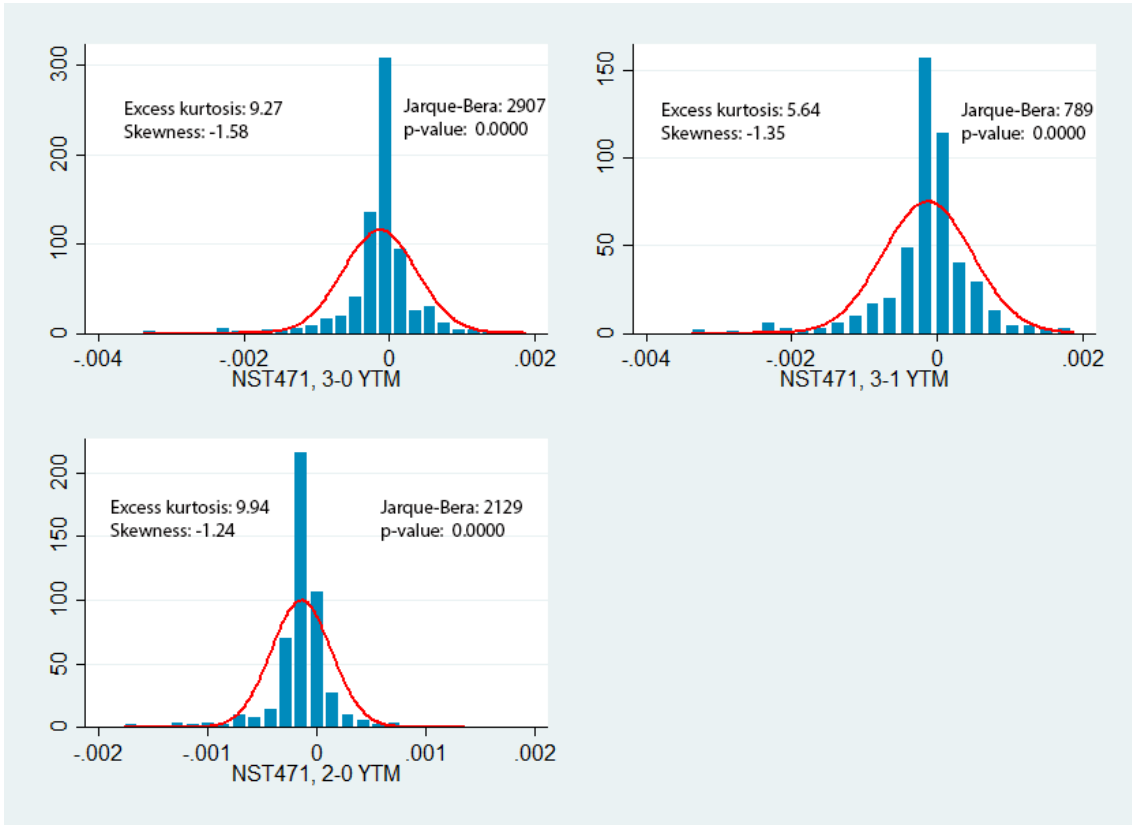 300
200
100
0
Excess kurtosis: 9.27
Skewness: -1.58
Jarque-Bera: 2907
p-value: 0.0000
-.004 -.002 0 .002
NST471, 3-0 YTM
150
100
50
0
Excess kurtosis: 5.64
Skewness: -1.35
Jarque-Bera: 789
p-value: 0.0000
-.004 -.002 0 .002
NST471, 3-1 YTM
200
150
100
50
0
Excess kurtosis: 9.94
Skewness: -1.24
Jarque-Bera: 2129
p-value: 0.0000
-.002 -.001 0 .001 .002
NST471, 2-0 YTM